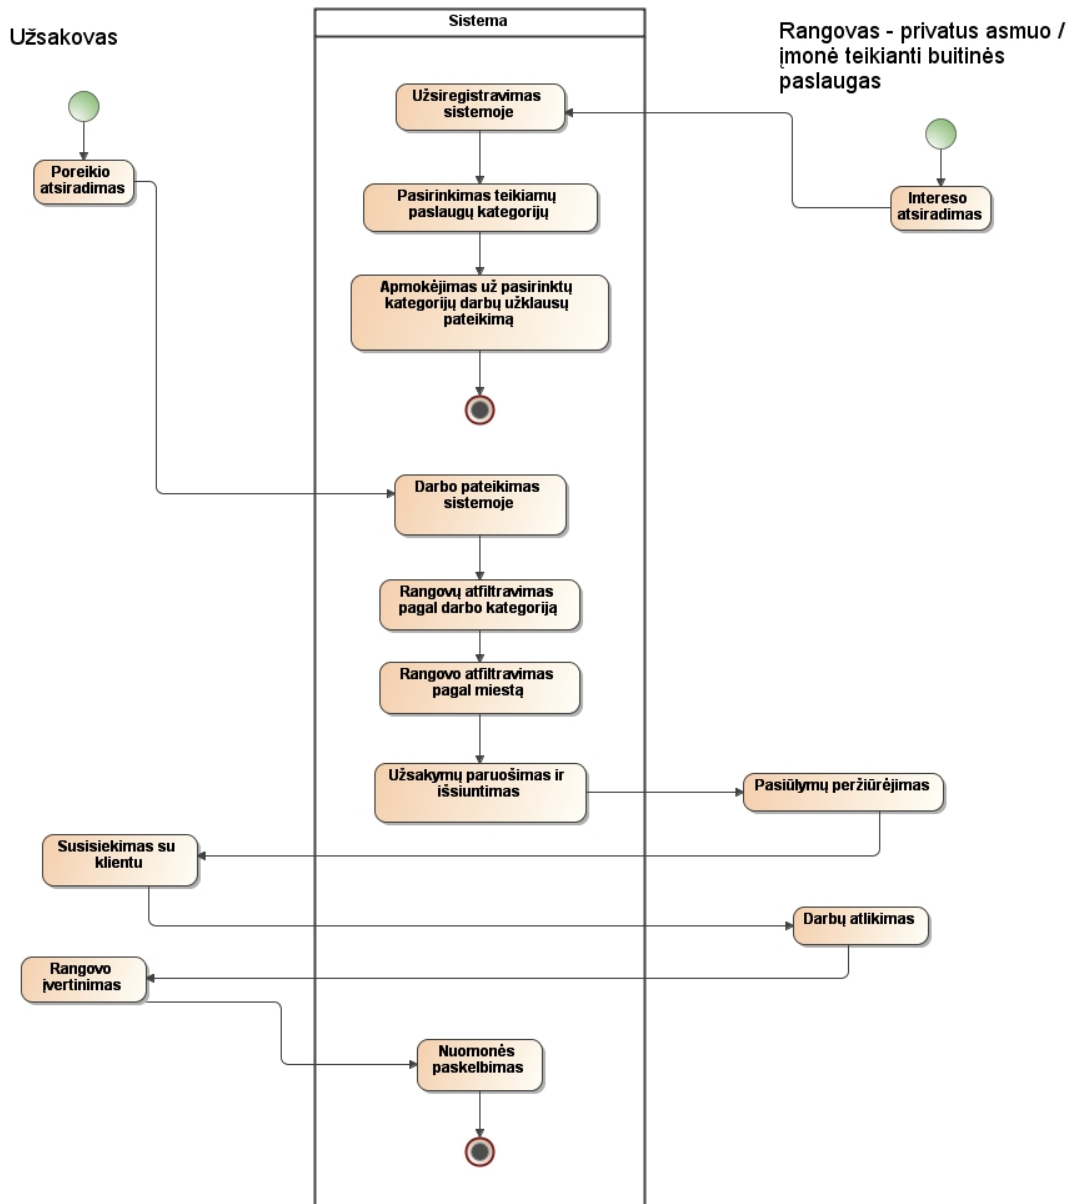 Sistema
Užsakovas
Rangovas - privatus asmuo /
įmonė teikianti buitinės
paslaugas
Užsiregistravimas
sistemoje
Poreikio
atsiradimas
Intereso
atsiradimas
Pasirinkimas teikiamų
paslaugų kategorijų
Apmokėjimas už pasirinktų
kategorijų darbų užklausų
pateikimą
Darbo pateikimas
sistemoje
Rangovų atfiltravimas
pagal darbo kategoriją
Rangovo atfiltravimas
pagal miestą
Užsakymų paruošimas ir
išsiuntimas
Pasiūlymų peržiūrėjimas
Susisiekimas su
klientu
Darbų atlikimas
Rangovo
įvertinimas
Nuomonės
paskelbimas